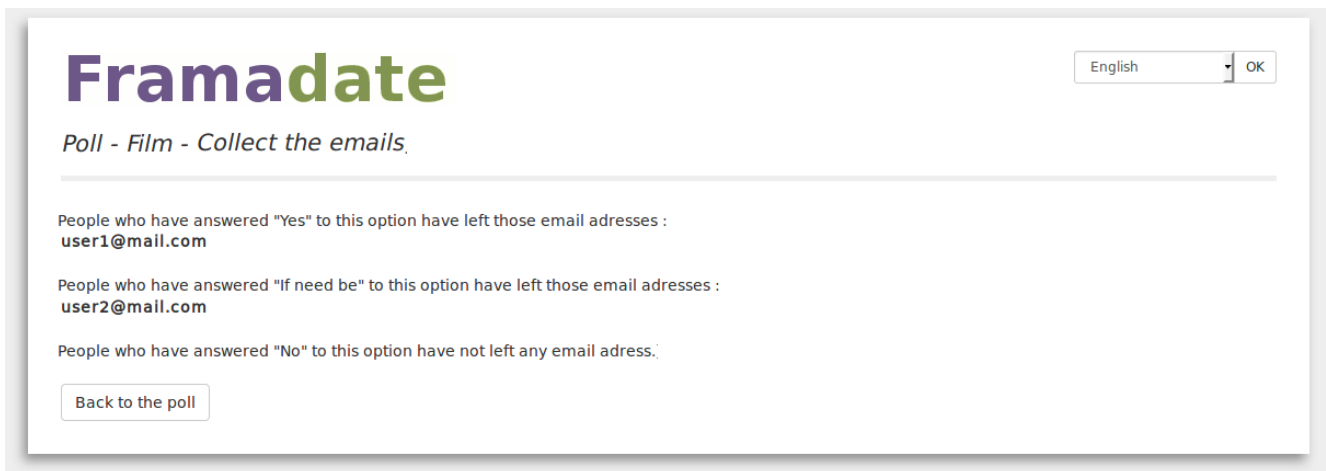 Framadate
English OK
Poll - Film - Collect the emails
People who have answered "Yes" to this option have left those email adresses :
user1@mail.com
People who have answered "If need be" to this option have left those email adresses :
user2@mail.com
People who have answered "No" to this option have not left any email adress.
Back to the poll